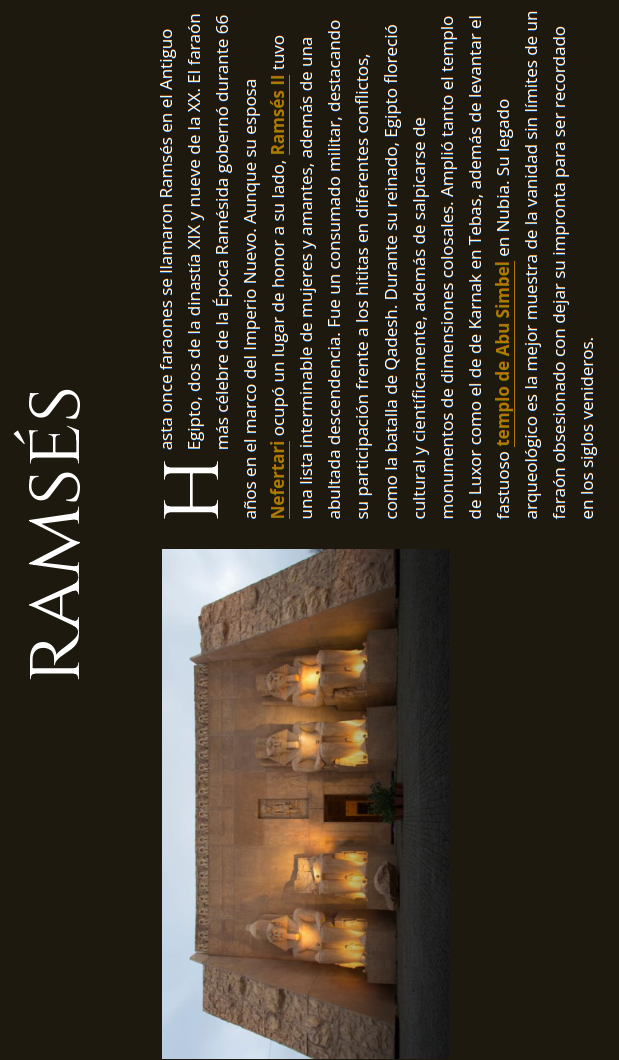 RAMSÉS
Hasta once faraones se llamaron Ramsés en el Antiguo
Egipto, dos de la dinastía XIX y nueve de la XX. El faraón
más célebre de la Época Ramésida gobernó durante 66
años en el marco del Imperio Nuevo. Aunque su esposa
Nefertari ocupó un lugar de honor a su lado, Ramsés II tuvo
una lista interminable de mujeres y amantes, además de una
abultada descendencia. Fue un consumado militar, destacando
su participación frente a los hititas en diferentes conflictos,
como la batalla de Qadesh. Durante su reinado, Egipto floreció
cultural y científicamente, además de salpicarse de
monumentos de dimensiones colosales. Amplió tanto el templo
de Luxor como el de de Karnak en Tebas, además de levantar el
fastuoso templo de Abu Simbel en Nubia. Su legado
arqueológico es la mejor muestra de la vanidad sin límites de un
faraón obsesionado con dejar su impronta para ser recordado
en los siglos venideros.